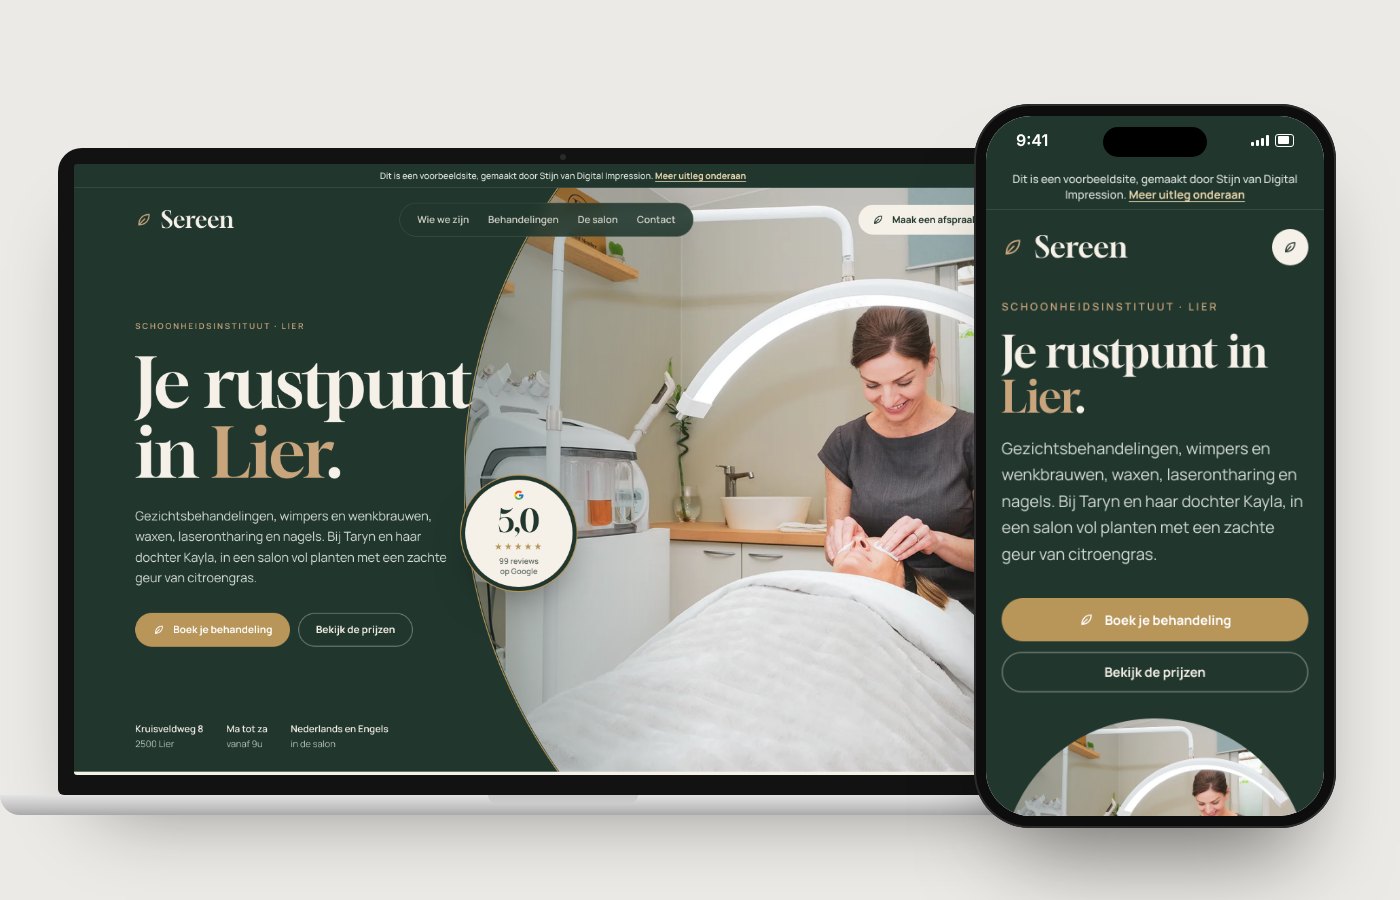 Dit is een voorbeeldsite, gemaakt door Stijn van Digital Impression. Meer uitleg onderaan
Sereen
Wie we zijn
Behandelingen
De salon
Contact
Maak een
SCHOONHEIDSINSTITUUT · LIER
Je rustpunt
in Lier.
Gezichtsbehandelingen, wimpers en wenkbrauwen,
waxen, laserontharing en nagels. Bij Taryn en haar
dochter Kayla, in een salon vol planten met een zachte
geur van citroengras.
Boek je behandeling
Bekijk de prijzen
5,0
★★★★★
99 reviews
op Google
Kruisveldweg 8
2500 Lier
Ma tot za
vanaf 9u
Nederlands en Engels
in de salon
9:41
Dit is een voorbeeldsite, gemaakt door Stijn van Digital
Impression. Meer uitleg onderaan
Sereen
SCHOONHEIDSINSTITUUT · LIER
Je rustpunt in
Lier.
Gezichtsbehandelingen, wimpers en
wenkbrauwen, waxen, laserontharing en
nagels. Bij Taryn en haar dochter Kayla, in
een salon vol planten met een zachte
geur van citroengras.
Boek je behandeling
Bekijk de prijzen